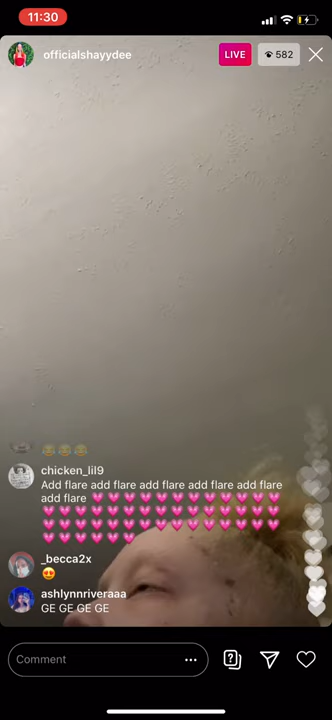 11:30
officialshayydee
LIVE
582
chicken_lil9
Add flare add flare add flare add flare add flare
add flare 💗💗💗💗💗💗💗💗💗💗💗💗
💗💗💗💗💗💗💗💗💗💗💗💗💗💗💗
💗💗💗💗💗💗💗💗💗💗💗💗💗💗💗
💗💗💗💗💗💗
_becca2x
😍
ashlynnriveraaa
GE GE GE GE
Comment